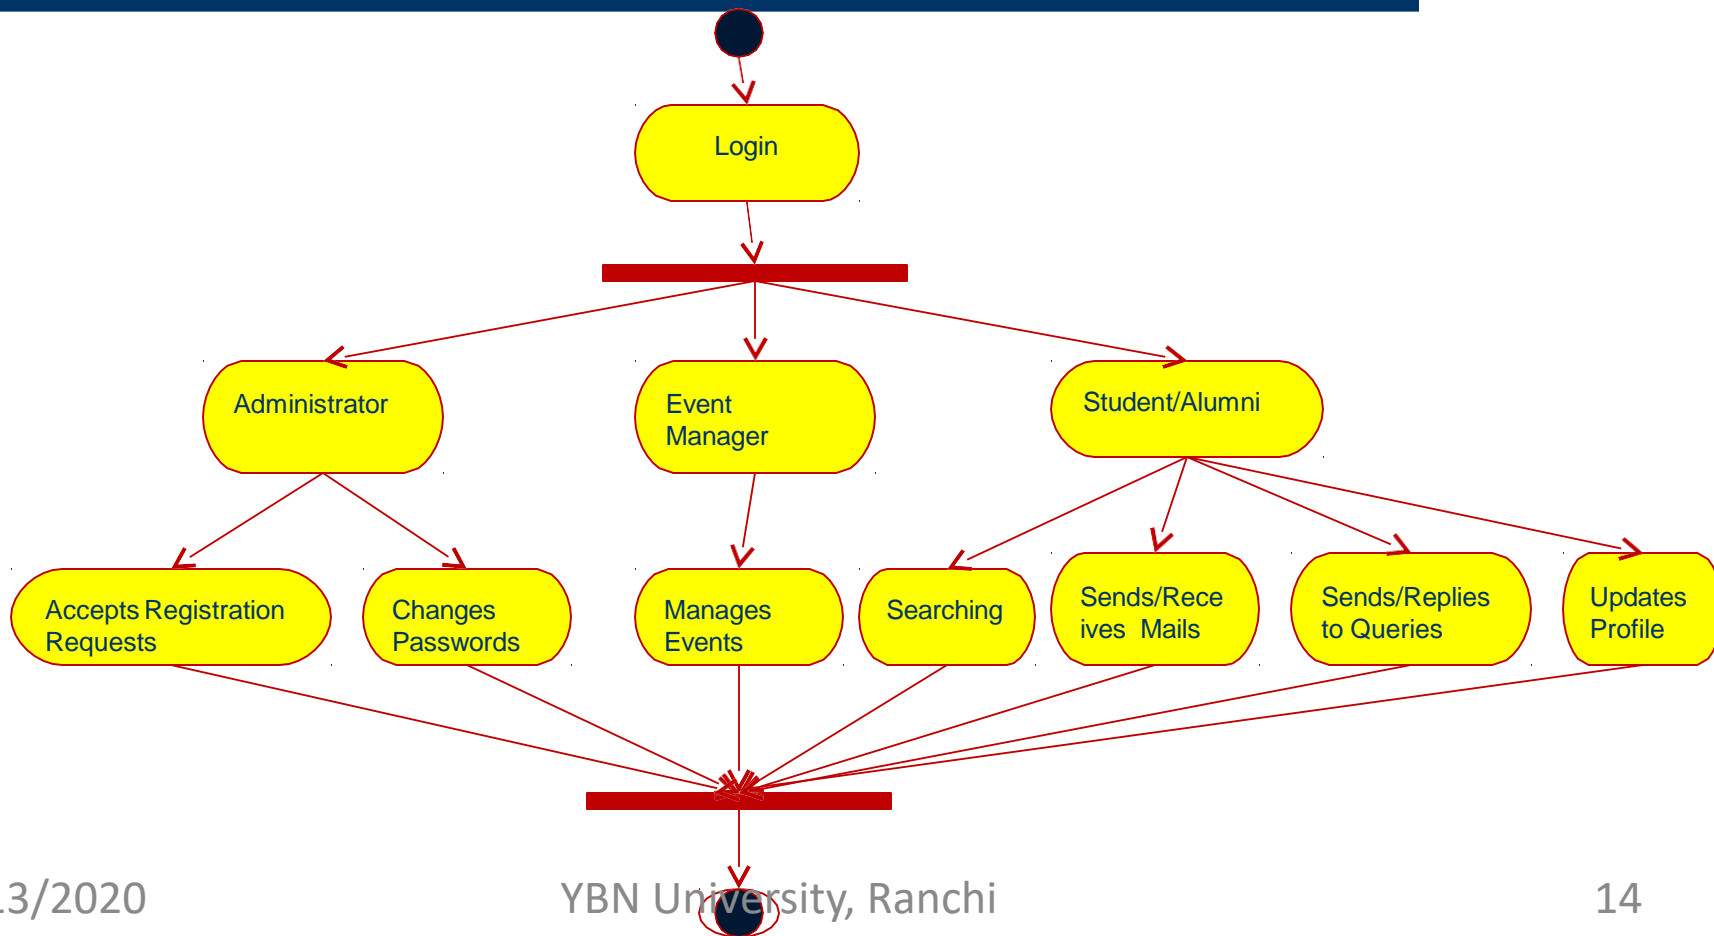 Login
Administrator
Event
Manager
Student/Alumni
Accepts Registration
Requests
Changes
Passwords
Manages
Events
Searching
Sends/Rece
ives Mails
Sends/Replies
to Queries
Updates
Profile
13/2020
YBN University, Ranchi
14